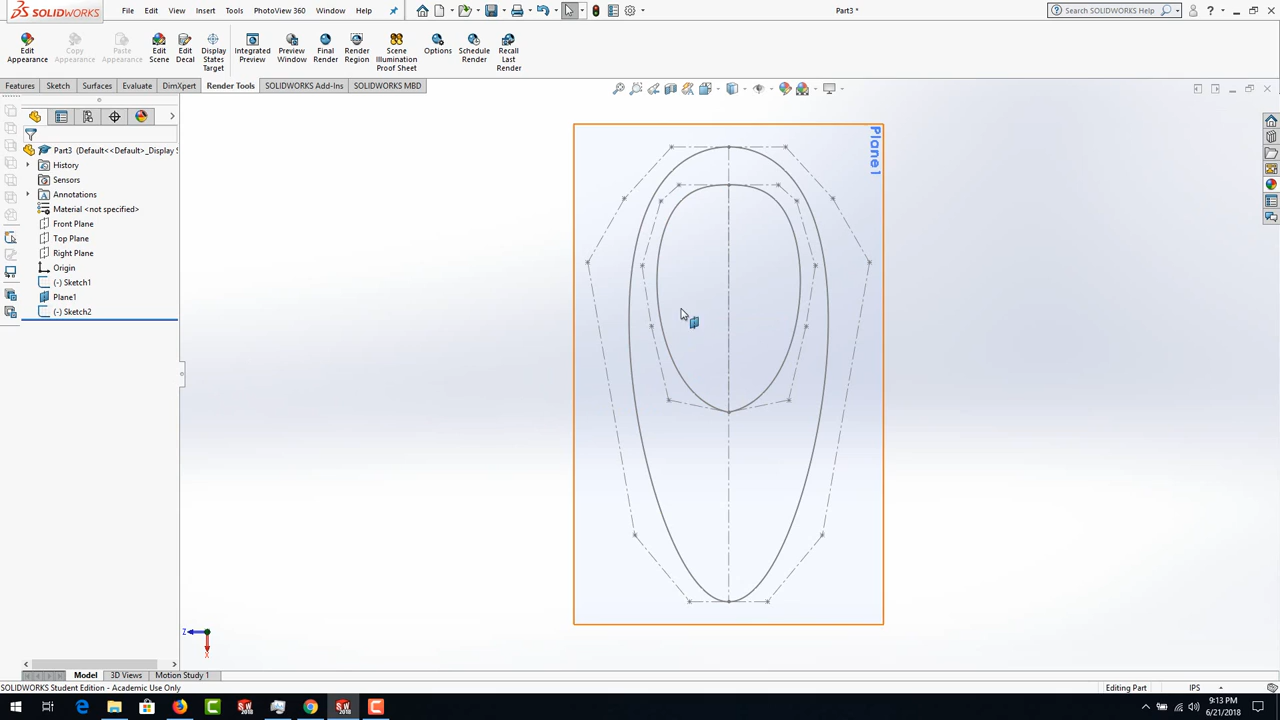 SOLIDWORKS
File Edit View Insert Tools PhotoView 360 Window Help
Part3 *
Search SOLIDWORKS Help
Edit Appearance
Copy Appearance
Paste Appearance
Edit Scene
Edit Decal
Display States Target
Integrated Preview
Preview Window
Final Render
Render Region
Scene Illumination Proof Sheet
Options
Schedule Render
Recall Last Render
Features Sketch Surfaces Evaluate DimXpert Render Tools SOLIDWORKS Add-Ins SOLIDWORKS MBD
Part3 (Default<<Default>_Display S
History
Sensors
Annotations
Material <not specified>
Front Plane
Top Plane
Right Plane
Origin
(-) Sketch1
Plane1
(-) Sketch2
Plane1
Z
X
Model 3D Views Motion Study 1
SOLIDWORKS Student Edition - Academic Use Only
Editing Part
IPS
9:13 PM
6/21/2018